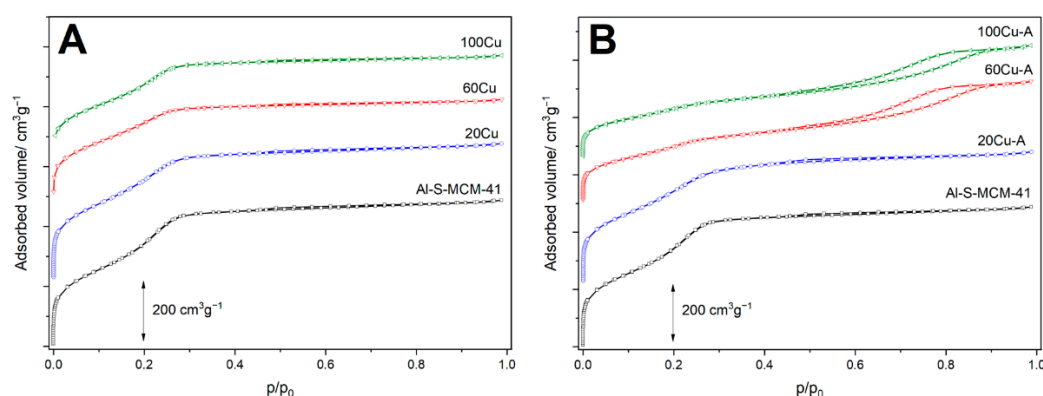 A
100Cu
60Cu
20Cu
Al-S-MCM-41
200 cm³g⁻¹
Adsorbed volume/ cm³g⁻¹
0.0 0.2 0.4 0.6 0.8 1.0
p/p₀
B
100Cu-A
60Cu-A
20Cu-A
Al-S-MCM-41
200 cm³g⁻¹
Adsorbed volume/ cm³g⁻¹
0.0 0.2 0.4 0.6 0.8 1.0
p/p₀